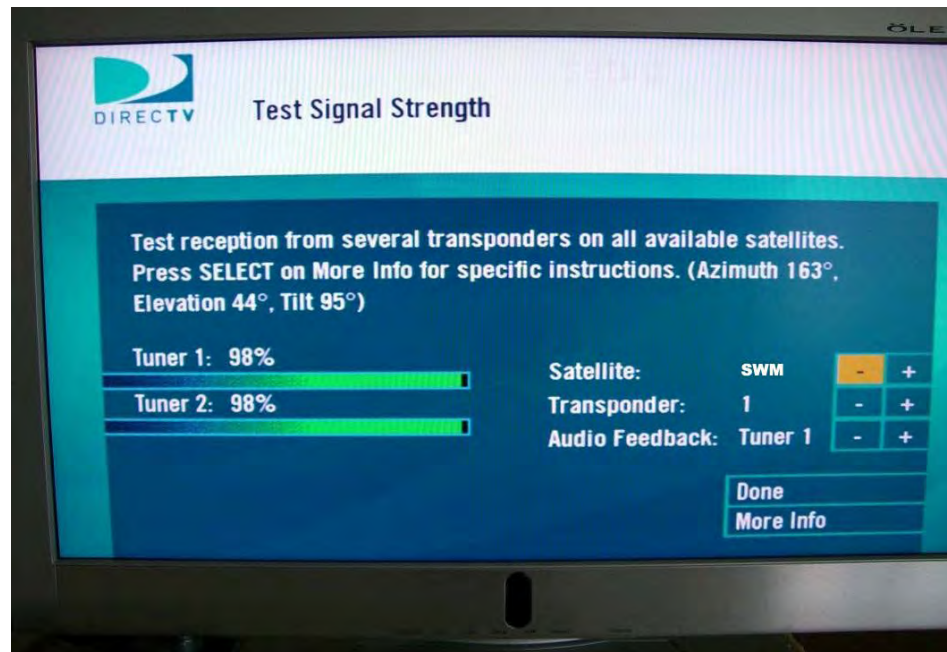 ÖLE
DIRECTV
Test Signal Strength
Test reception from several transponders on all available satellites.
Press SELECT on More Info for specific instructions. (Azimuth 163°,
Elevation 44°, Tilt 95°)
Tuner 1: 98%
Tuner 2: 98%
Satellite: SWM - +
Transponder: 1 - +
Audio Feedback: Tuner 1 - +
Done
More Info